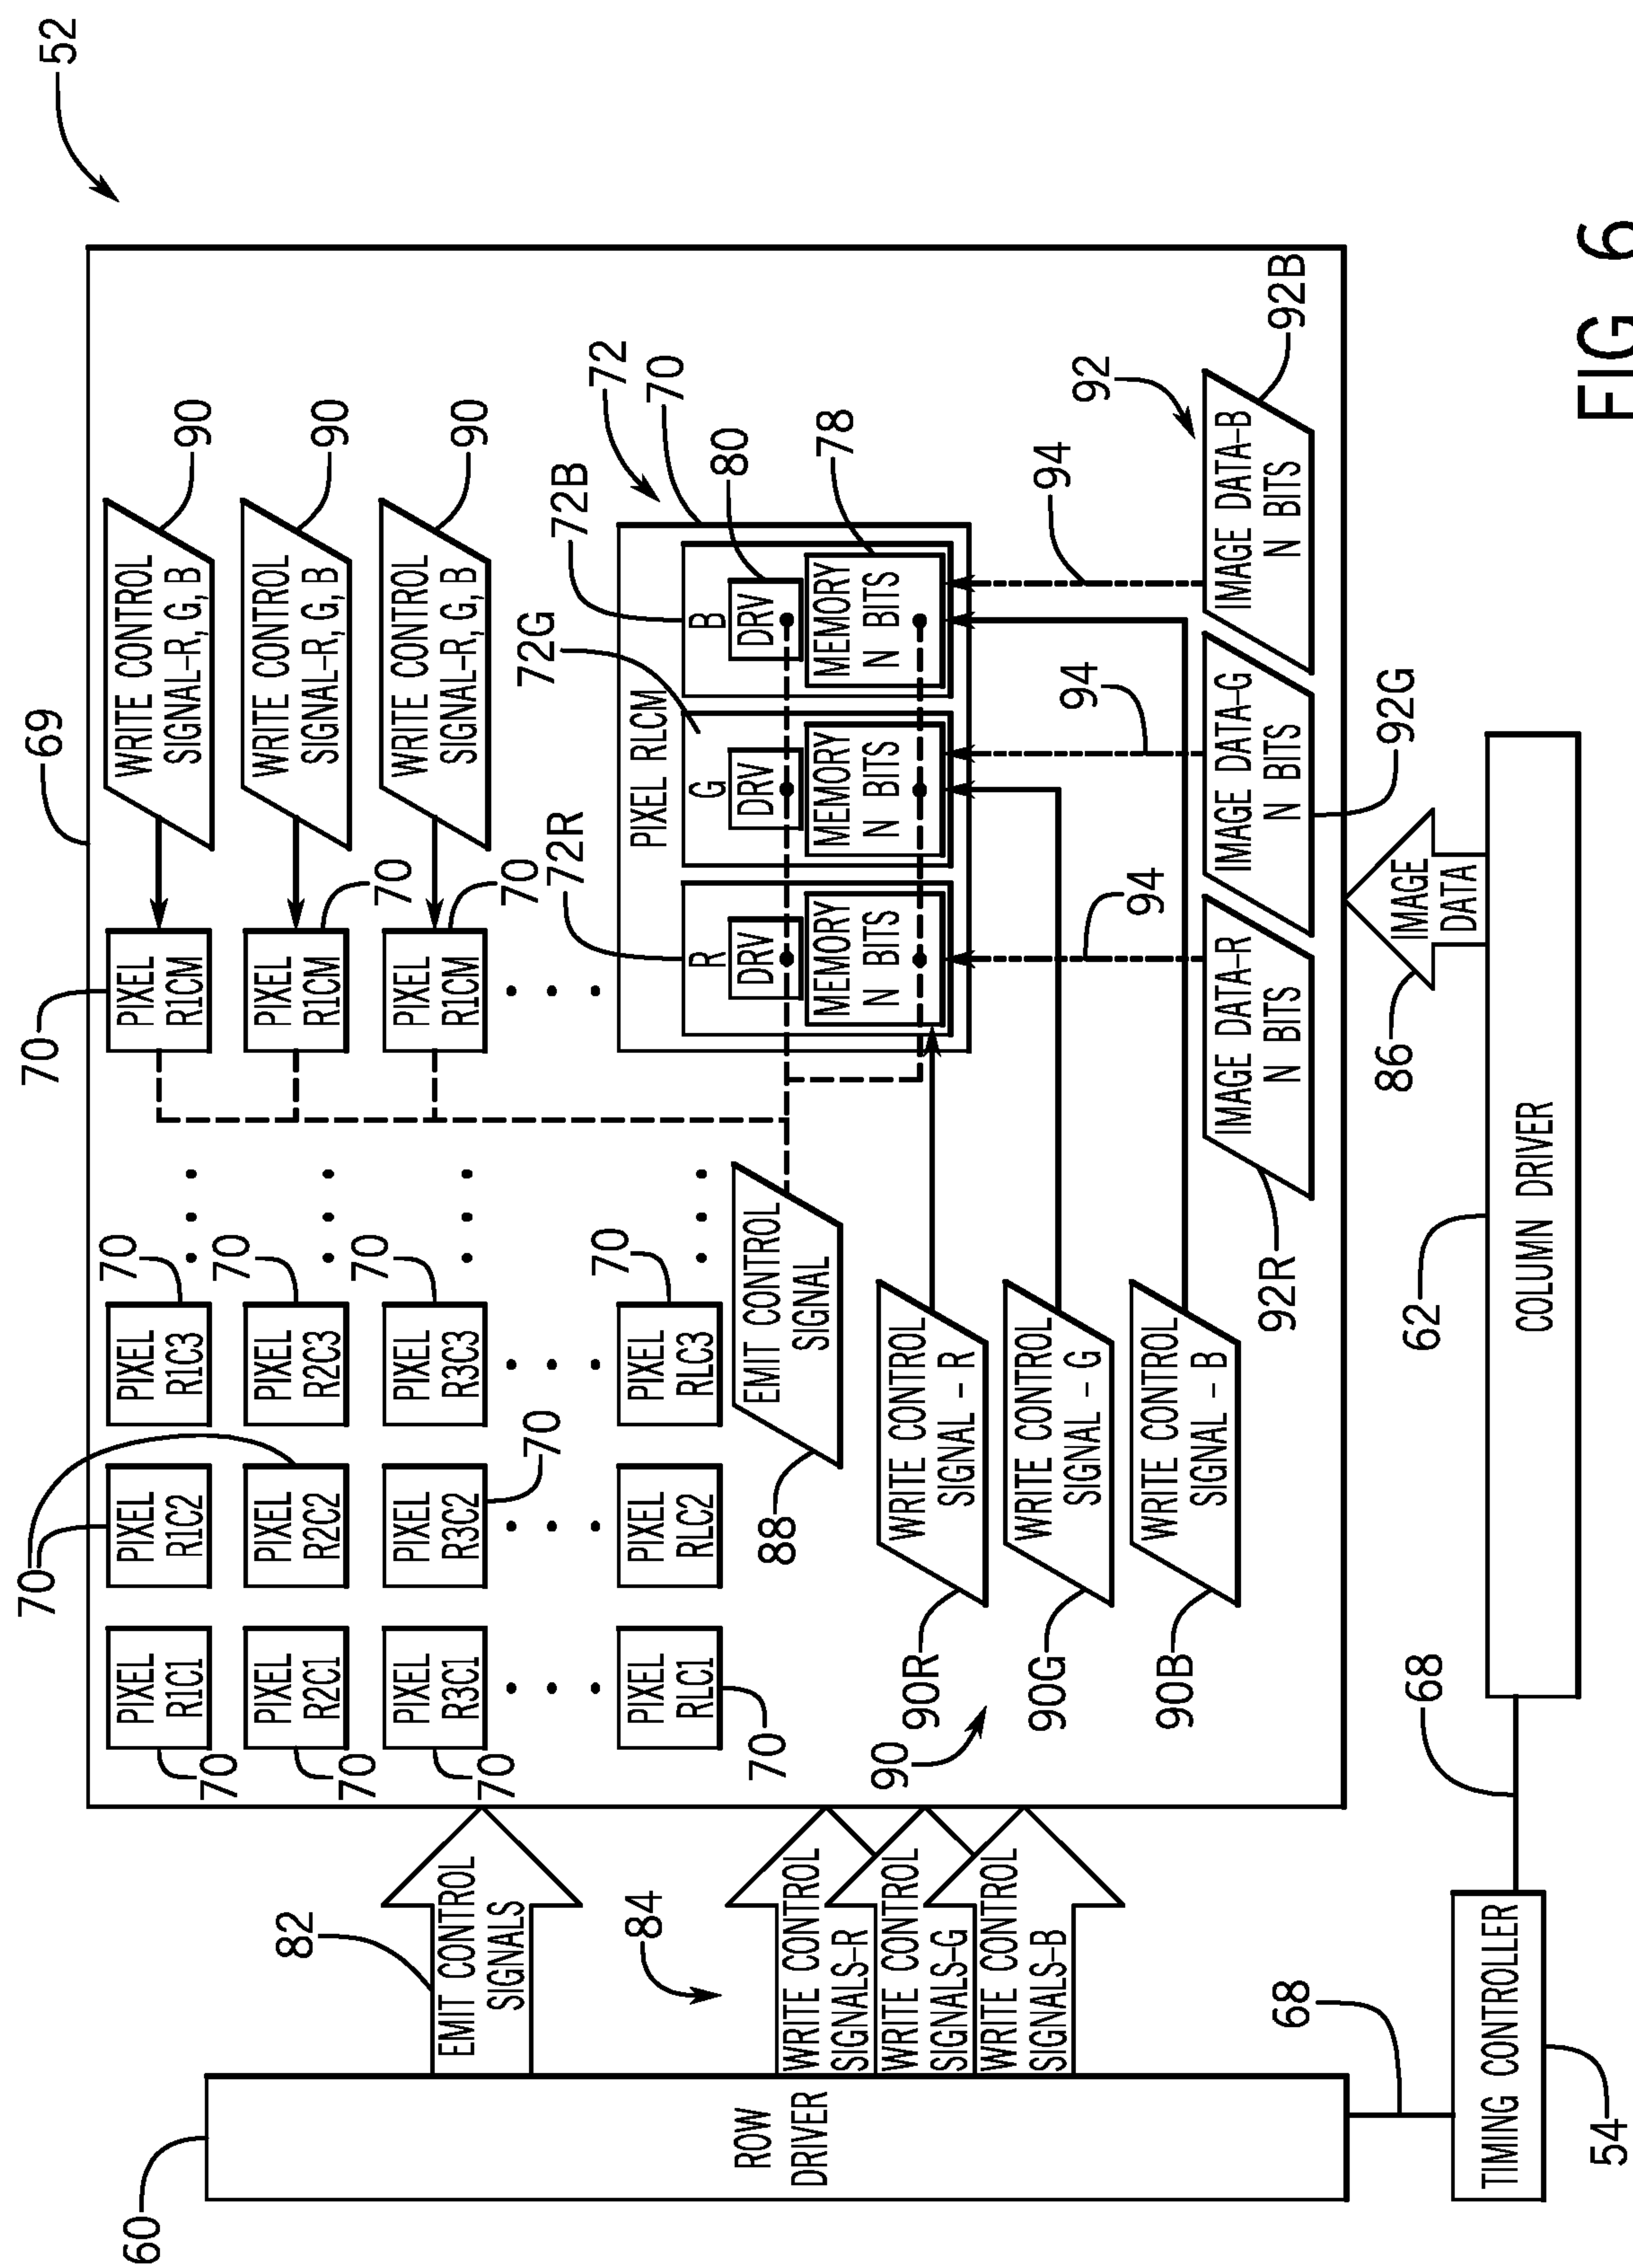 52
69
70
PIXEL
R1C1
PIXEL
R1C2
PIXEL
R1C3
70
PIXEL
R1CM
WRITE CONTROL
SIGNAL-R, G, B
90
70
70
70
PIXEL
R2C1
PIXEL
R2C2
PIXEL
R2C3
70
PIXEL
R1CM
WRITE CONTROL
SIGNAL-R, G, B
90
70
70
PIXEL
R3C1
PIXEL
R3C2
PIXEL
R3C3
70
PIXEL
R1CM
WRITE CONTROL
SIGNAL-R, G, B
90
70
70
70
PIXEL
RLC1
PIXEL
RLC2
PIXEL
RLC3
70
70
72R
72G
72B
72
70
PIXEL RLCM
R
G
B
DRV
DRV
DRV
80
MEMORY
N BITS
MEMORY
N BITS
MEMORY
N BITS
78
EMIT CONTROL
SIGNAL
88
WRITE CONTROL
SIGNAL - R
90R
WRITE CONTROL
SIGNAL - G
90G
WRITE CONTROL
SIGNAL - B
90B
90
94
94
94
92
IMAGE DATA-R
N BITS
IMAGE DATA-G
N BITS
IMAGE DATA-B
N BITS
92R
92G
92B
60
ROW
DRIVER
82
EMIT CONTROL
SIGNALS
84
WRITE CONTROL
SIGNALS-R
WRITE CONTROL
SIGNALS-G
WRITE CONTROL
SIGNALS-B
86
IMAGE
DATA
68
68
62
COLUMN DRIVER
TIMING CONTROLLER
54
FIG 6